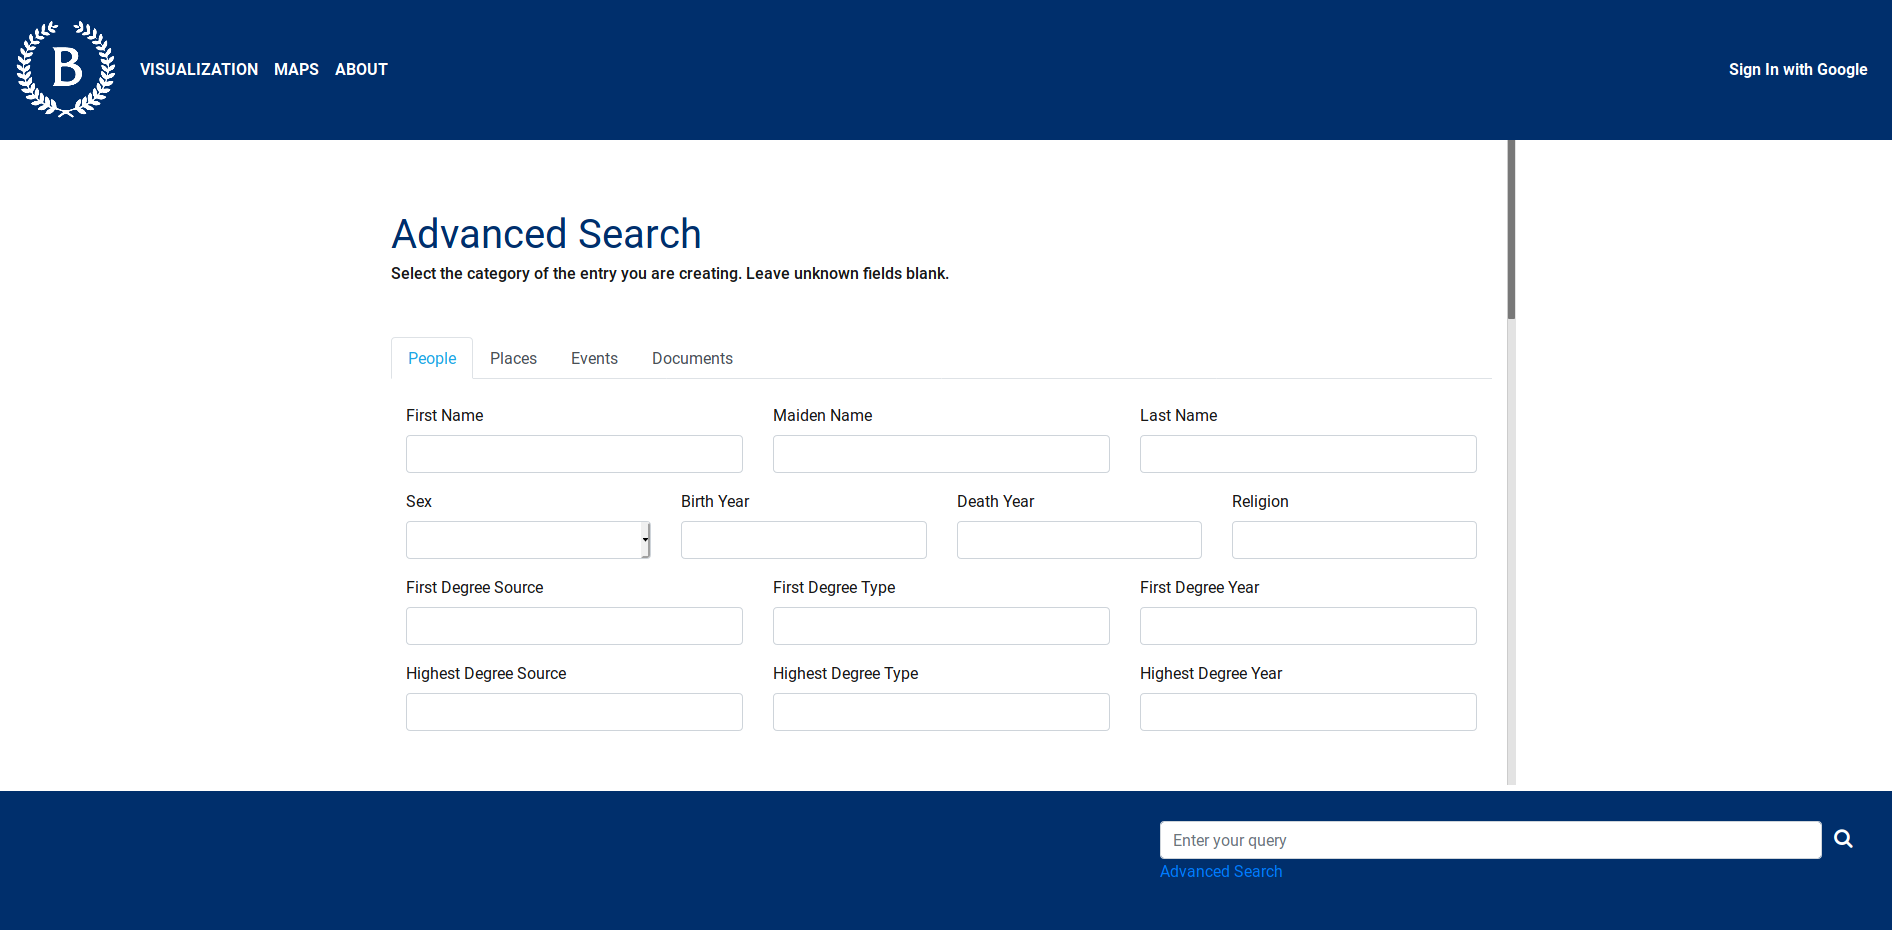 B
VISUALIZATION MAPS ABOUT
Sign In with Google
Advanced Search
Select the category of the entry you are creating. Leave unknown fields blank.
People Places Events Documents
First Name Maiden Name Last Name
Sex Birth Year Death Year Religion
First Degree Source First Degree Type First Degree Year
Highest Degree Source Highest Degree Type Highest Degree Year
Enter your query
Advanced Search